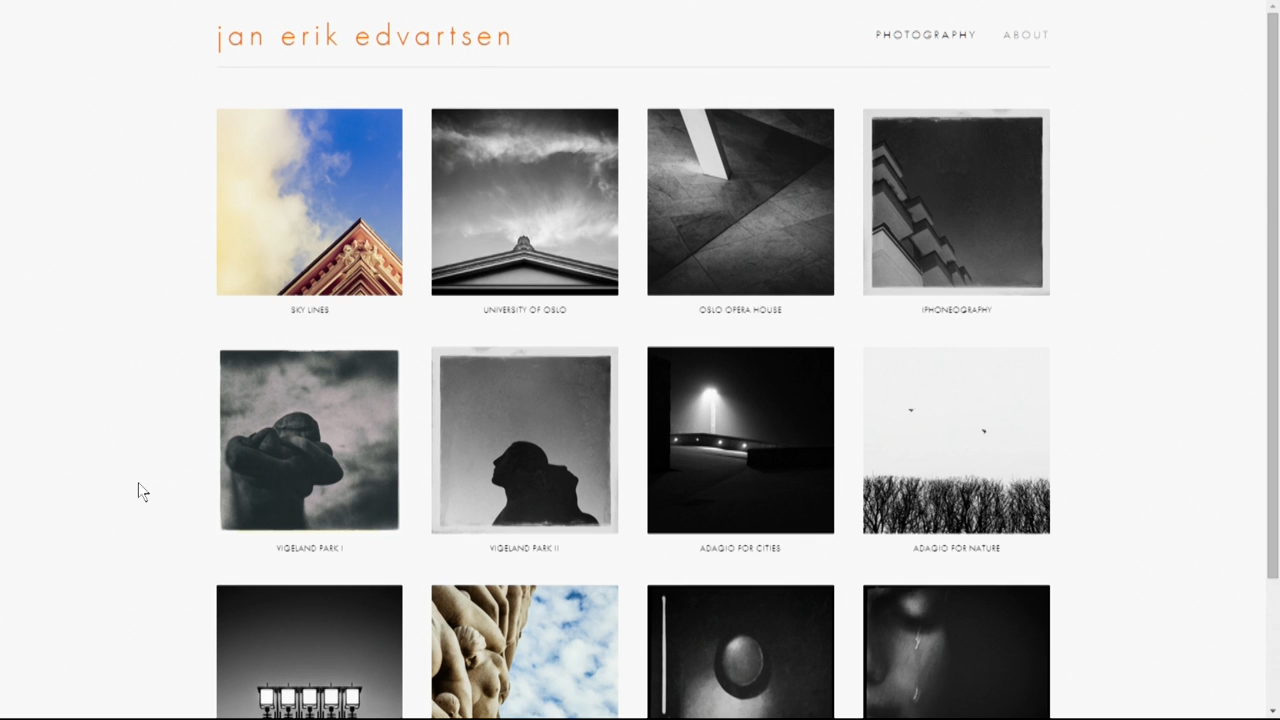 jan erik edvartsen
PHOTOGRAPHY ABOUT
SKY LINES
UNIVERSITY OF OSLO
OSLO OPERA HOUSE
IPHONEOGRAPHY
VIGELAND PARK I
VIGELAND PARK II
ADAGIO FOR CITIES
ADAGIO FOR NATURE